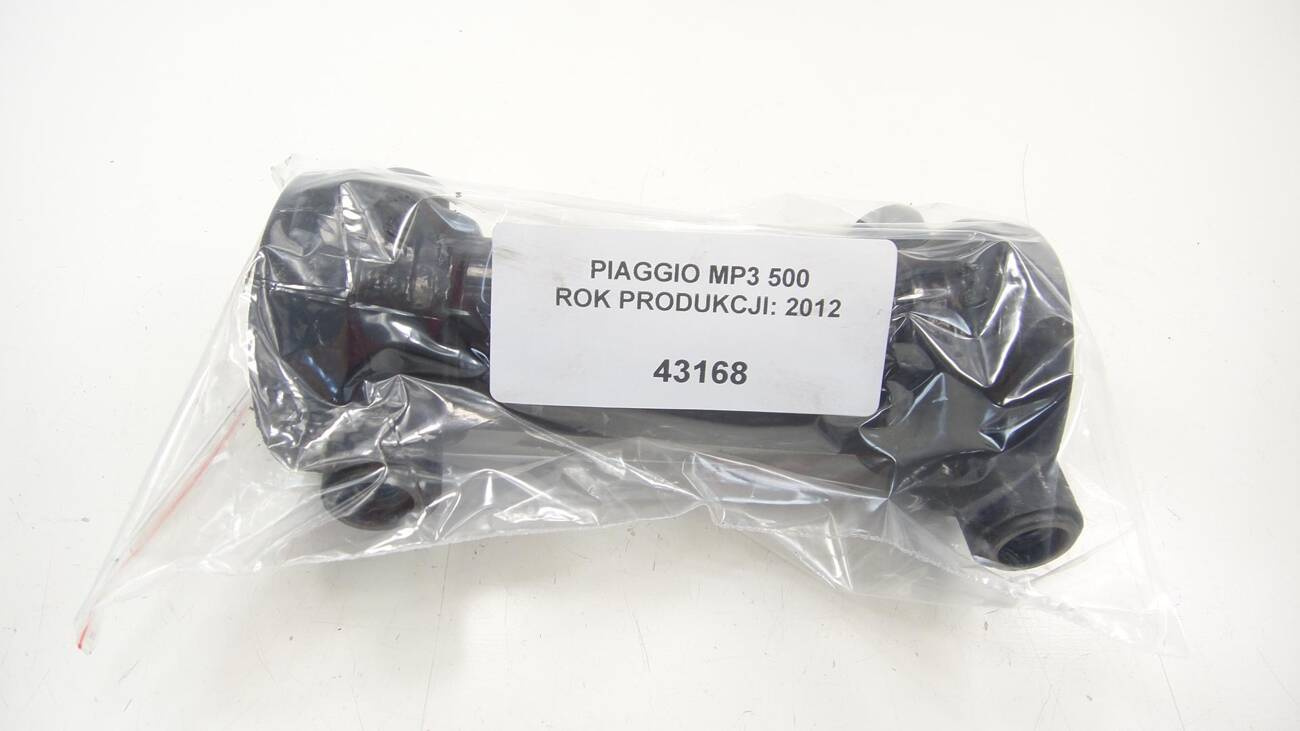 PIAGGIO MP3 500
ROK PRODUKCJI: 2012
43168